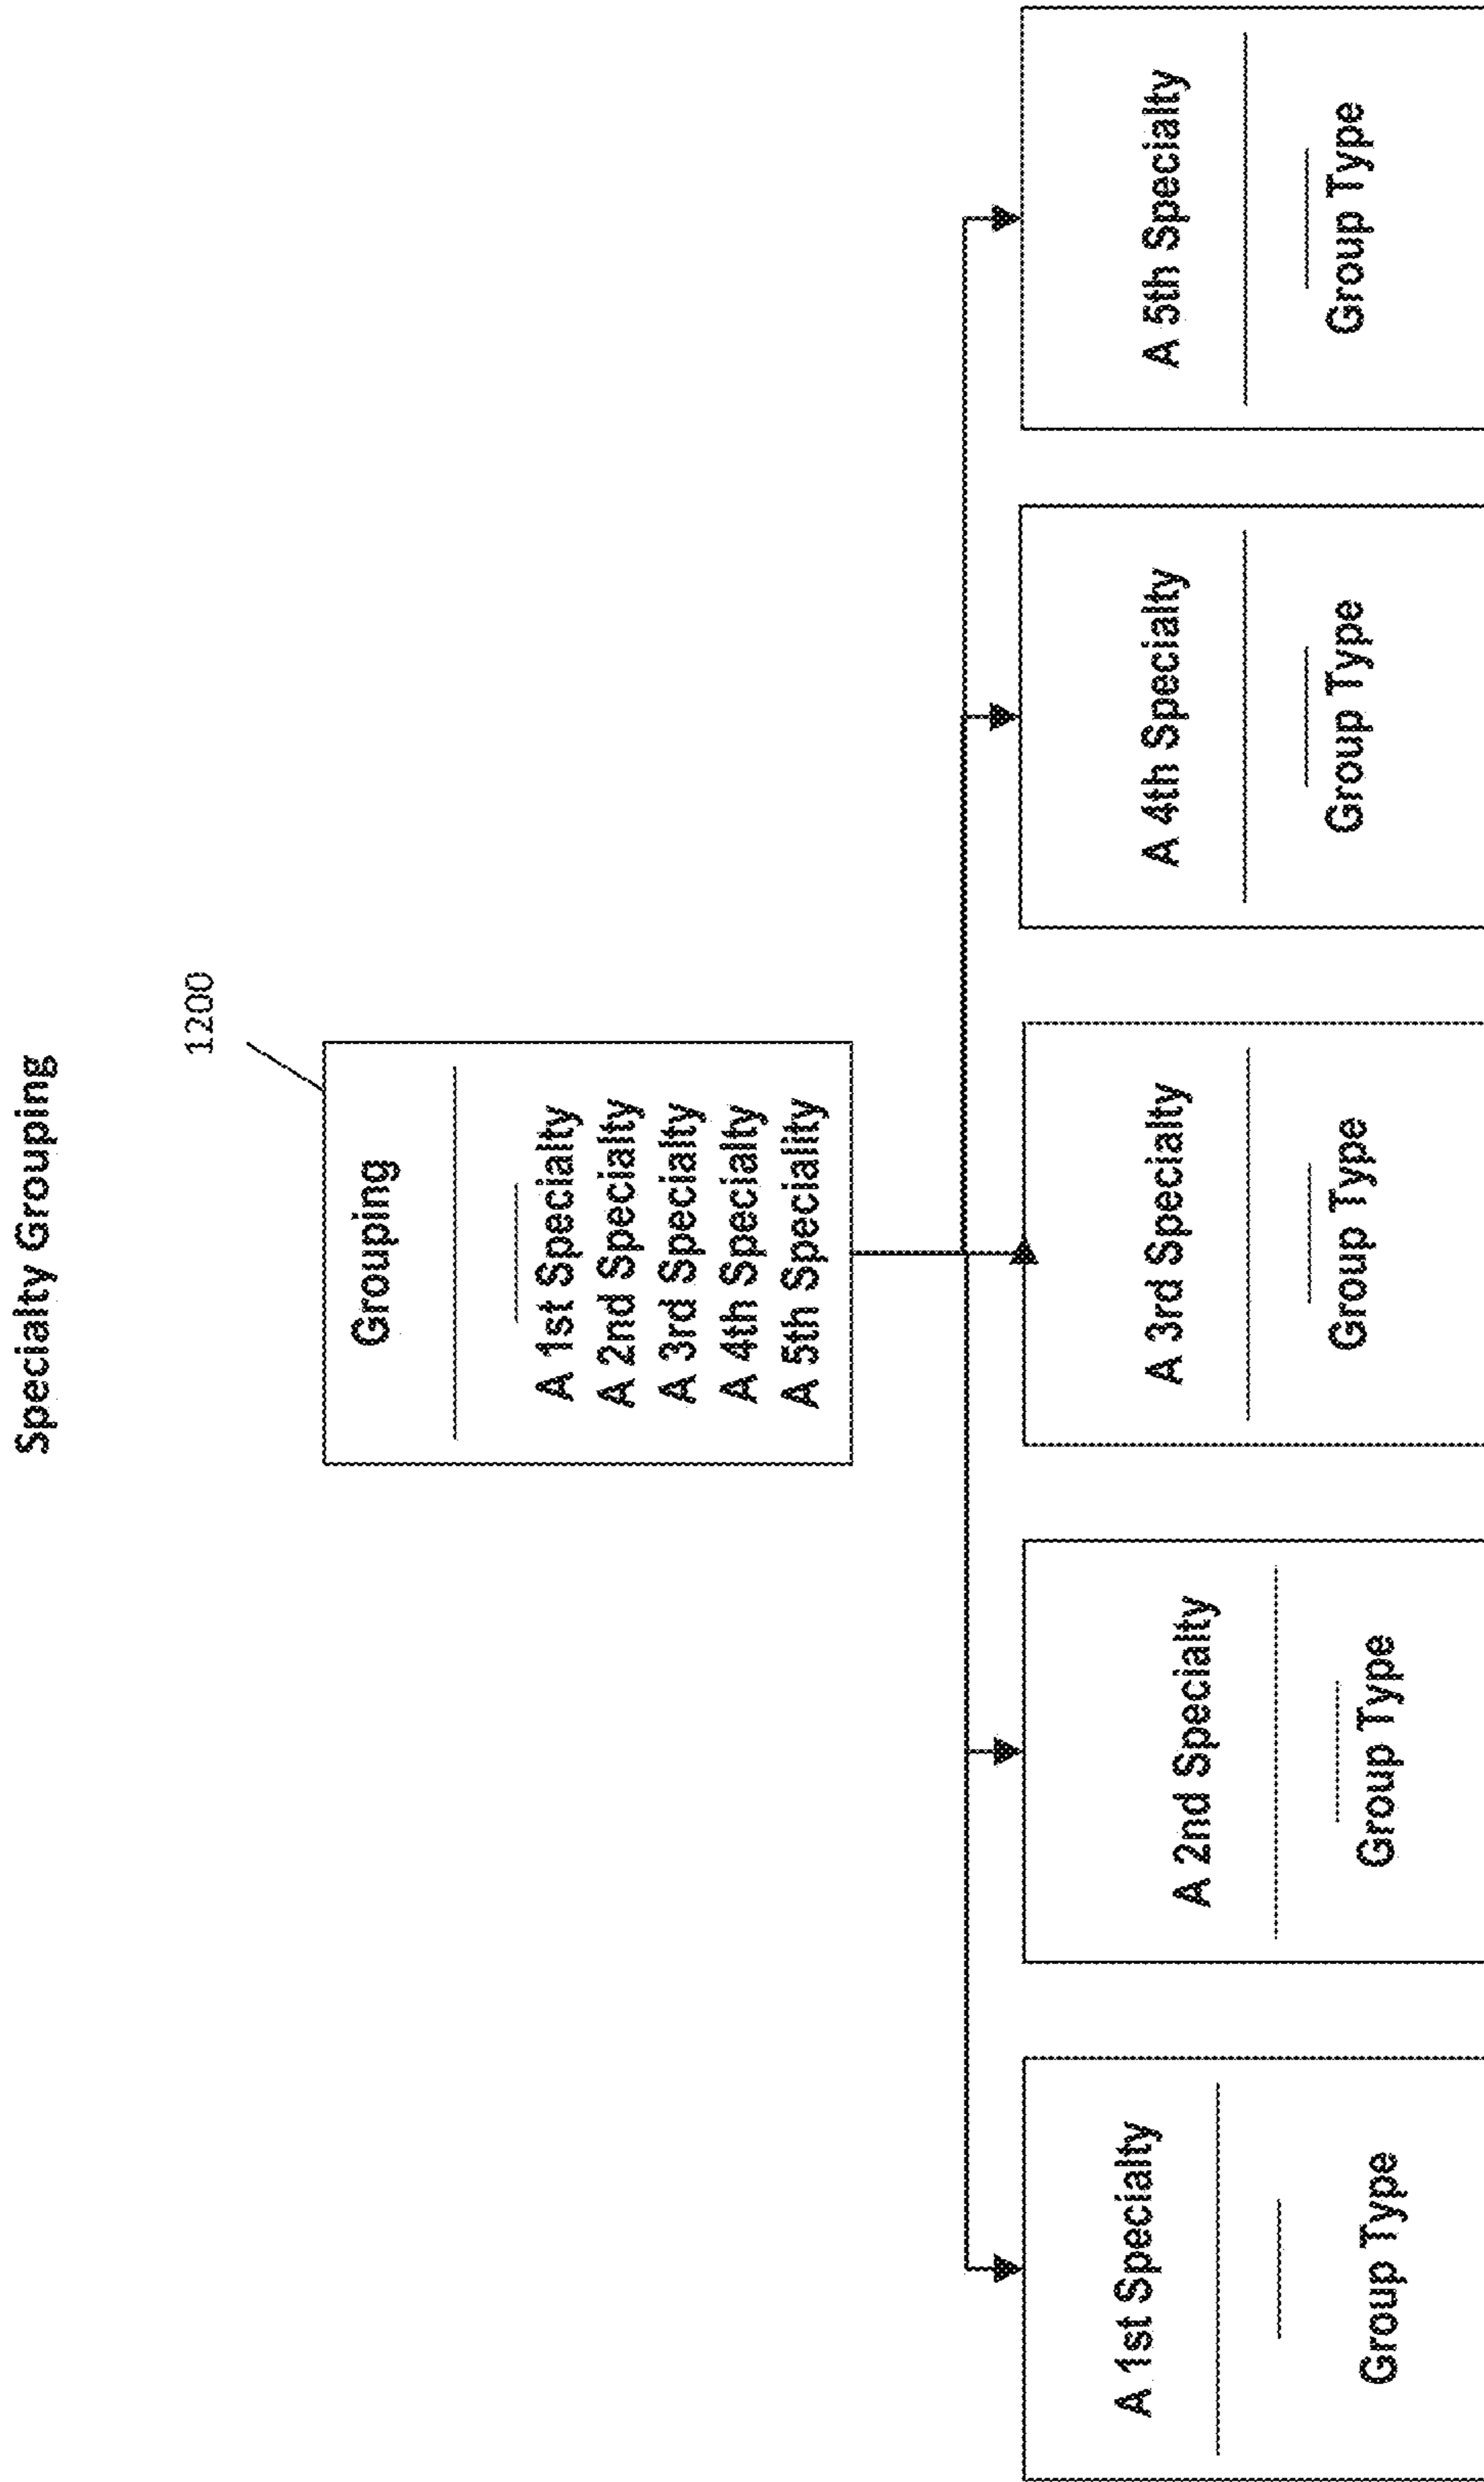 Specialty Grouping
1200
Grouping
A 1st Specialty
A 2nd Specialty
A 3rd Specialty
A 4th Specialty
A 5th Speciality
A 1st Specialty
Group Type
A 2nd Specialty
Group Type
A 3rd Specialty
Group Type
A 4th Specialty
Group Type
A 5th Specialty
Group Type